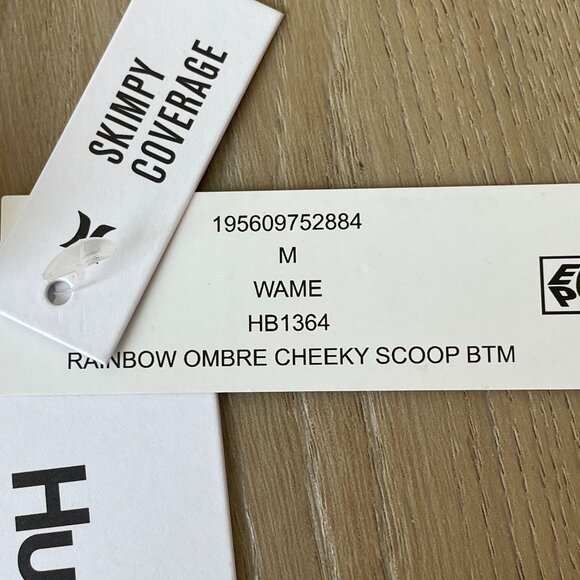 SKIMPY
COVERAGE
195609752884
M
WAME
HB1364
RAINBOW OMBRE CHEEKY SCOOP BTM
Hu